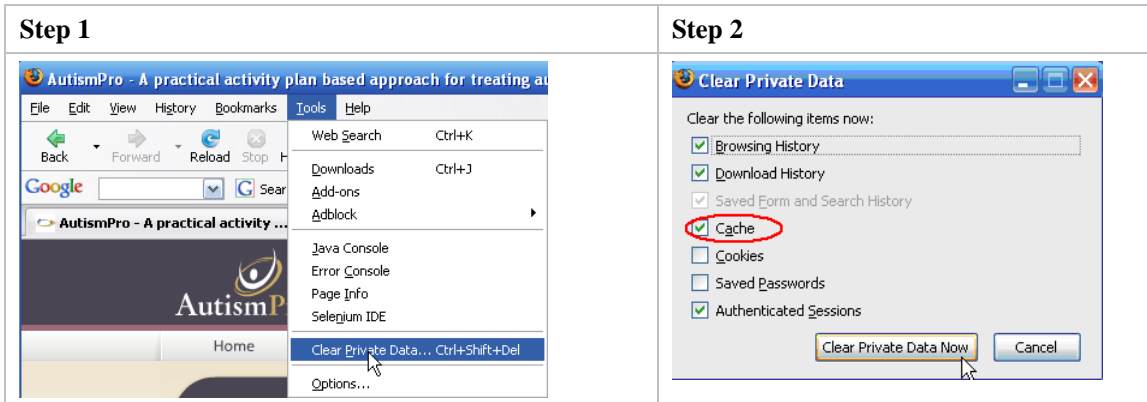 Step 1
AutismPro - A practical activity plan based approach for treating au
File Edit View History Bookmarks Tools Help
Back Forward Reload Stop H
Google G Sear
AutismPro - A practical activity ...
AutismP
Home
Web Search Ctrl+K
Downloads Ctrl+J
Add-ons
Adblock
Java Console
Error Console
Page Info
Selenium IDE
Clear Private Data... Ctrl+Shift+Del
Options...
Step 2
Clear Private Data
Clear the following items now:
Browsing History
Download History
Saved Form and Search History
Cache
Cookies
Saved Passwords
Authenticated Sessions
Clear Private Data Now Cancel